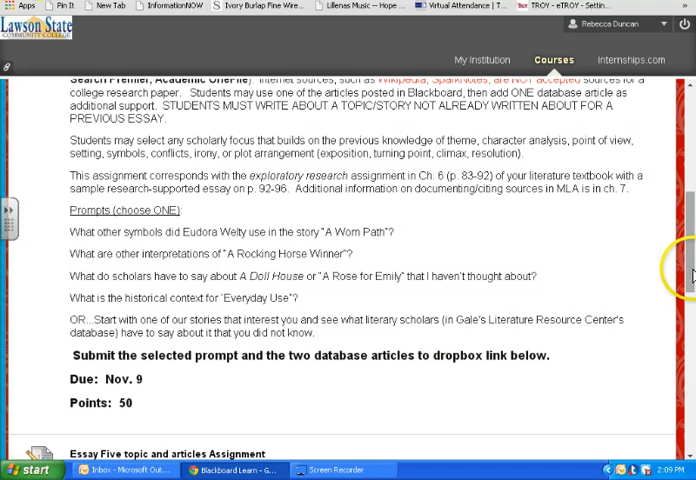 Apps
Pin It
New Tab
InformationNOW
Ivory Burlap Fine Wire...
Lillenas Music -- Hope ...
Virtual Attendance | T...
TROY - eTROY - Settin...
Lawson State
COMMUNITY COLLEGE
Rebecca Duncan
My Institution
Courses
Internships.com
Search Premier, Academic OneFile). Internet sources, such as Wikipedia, SparkNotes, are NOT accepted sources for a
college research paper. Students may use one of the articles posted in Blackboard, then add ONE database article as
additional support. STUDENTS MUST WRITE ABOUT A TOPIC/STORY NOT ALREADY WRITTEN ABOUT FOR A
PREVIOUS ESSAY.
Students may select any scholarly focus that builds on the previous knowledge of theme, character analysis, point of view,
setting, symbols, conflicts, irony, or plot arrangement (exposition, turning point, climax, resolution).
This assignment corresponds with the exploratory research assignment in Ch. 6 (p. 83-92) of your literature textbook with a
sample research-supported essay on p. 92-96. Additional information on documenting/citing sources in MLA is in ch. 7.
Prompts (choose ONE):
What other symbols did Eudora Welty use in the story "A Worn Path"?
What are other interpretations of "A Rocking Horse Winner"?
What do scholars have to say about A Doll House or "A Rose for Emily" that I haven't thought about?
What is the historical context for "Everyday Use"?
OR...Start with one of our stories that interest you and see what literary scholars (in Gale's Literature Resource Center's
database) have to say about it that you did not know.
Submit the selected prompt and the two database articles to dropbox link below.
Due: Nov. 9
Points: 50
Essay Five topic and articles Assignment
start
Inbox - Microsoft Out...
Blackboard Learn - G...
Screen Recorder
2:09 PM